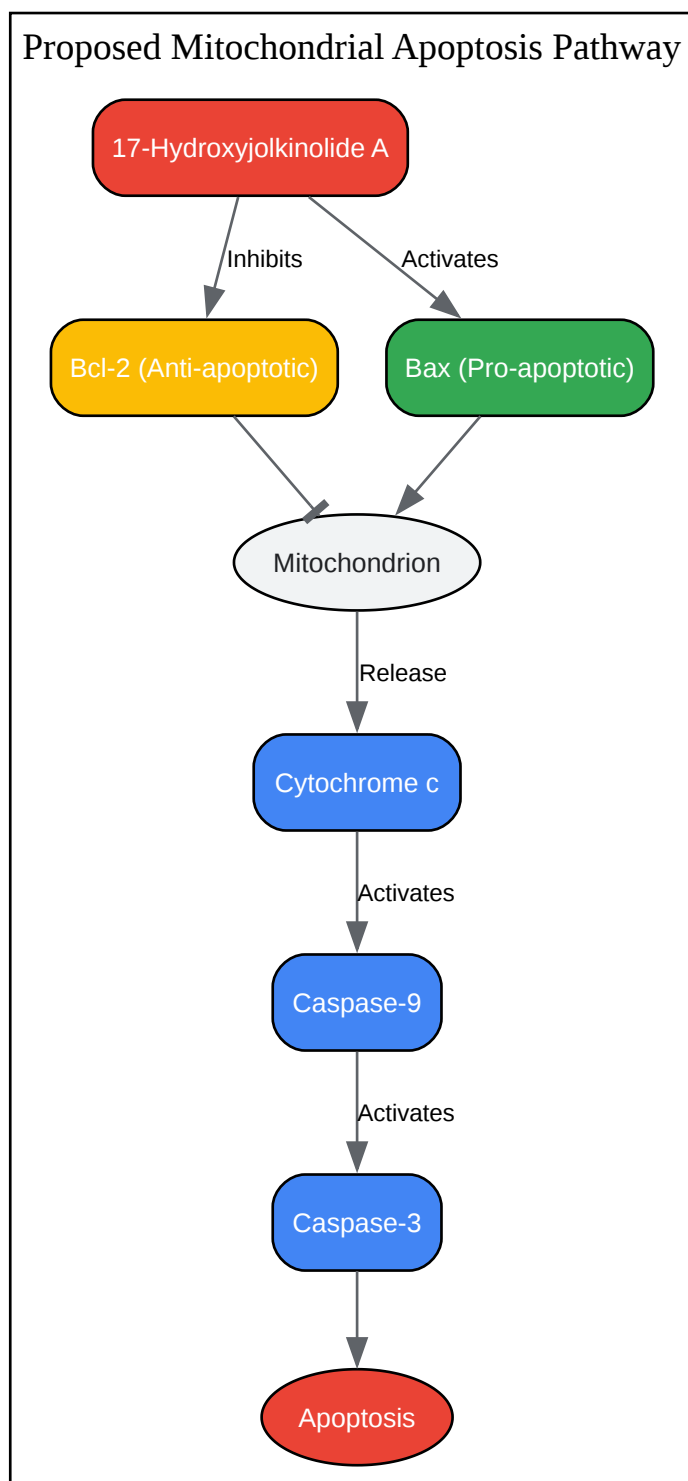 Proposed Mitochondrial Apoptosis Pathway
17-Hydroxyjolkinolide A
Inhibits
Activates
Bcl-2 (Anti-apoptotic)
Bax (Pro-apoptotic)
Mitochondrion
Release
Cytochrome c
Activates
Caspase-9
Activates
Caspase-3
Apoptosis